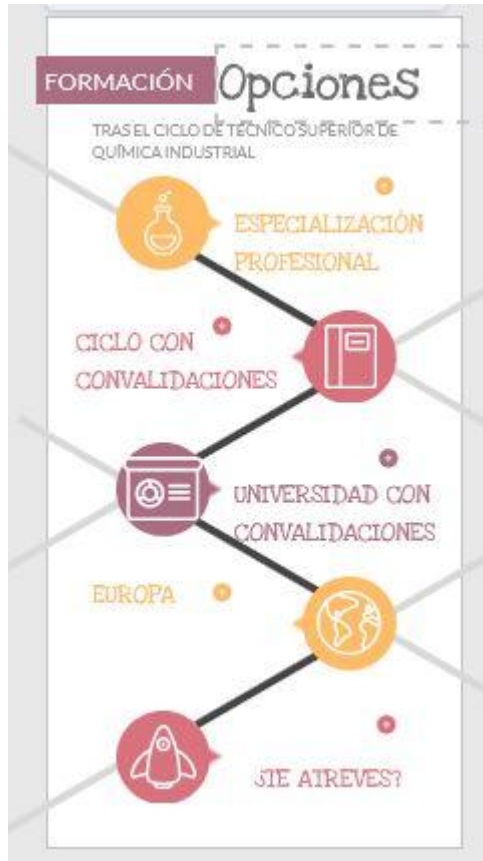 FORMACIÓN Opciones
TRAS EL CICLO DE TÉCNICO SUPERIOR DE
QUÍMICA INDUSTRIAL
ESPECIALIZACIÓN
PROFESIONAL
CICLO CON
CONVALIDACIONES
UNIVERSIDAD CON
CONVALIDACIONES
EUROPA
¿TE ATREVES?